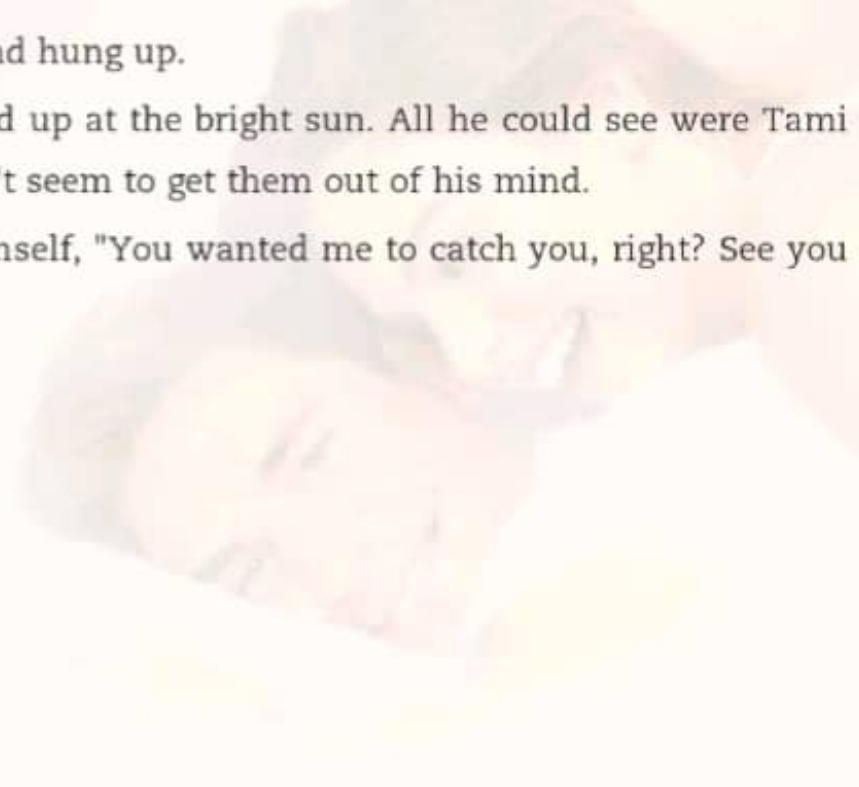 d hung up.
d up at the bright sun. All he could see were Tami
't seem to get them out of his mind.
self, "You wanted me to catch you, right? See you